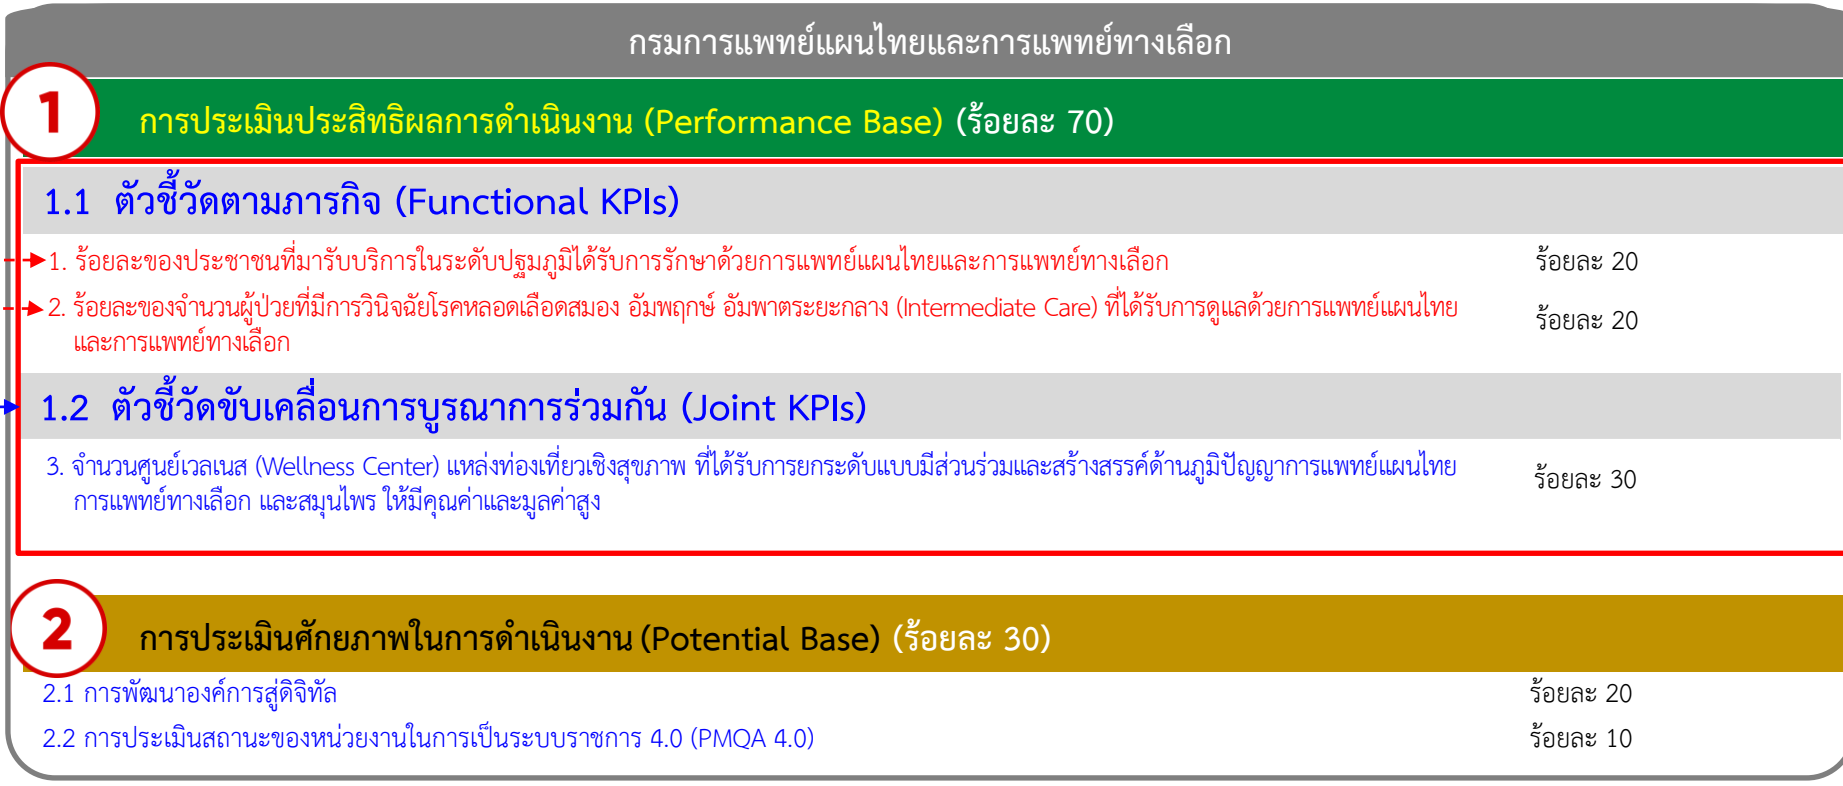 กรมการแพทย์แผนไทยและการแพทย์ทางเลือก
1
การประเมินประสิทธิผลการดำเนินงาน (Performance Base) (ร้อยละ 70)
1.1 ตัวชี้วัดตามภารกิจ (Functional KPIs)
1. ร้อยละของประชาชนที่มารับบริการในระดับปฐมภูมิได้รับการรักษาด้วยการแพทย์แผนไทยและการแพทย์ทางเลือก ร้อยละ 20
2. ร้อยละของจำนวนผู้ป่วยที่มีการวินิจฉัยโรคหลอดเลือดสมอง อัมพฤกษ์ อัมพาตระยะกลาง (Intermediate Care) ที่ได้รับการดูแลด้วยการแพทย์แผนไทย ร้อยละ 20
และการแพทย์ทางเลือก
1.2 ตัวชี้วัดขับเคลื่อนการบูรณาการร่วมกัน (Joint KPIs)
3. จำนวนศูนย์เวลเนส (Wellness Center) แหล่งท่องเที่ยวเชิงสุขภาพ ที่ได้รับการยกระดับแบบมีส่วนร่วมและสร้างสรรค์ด้านภูมิปัญญาการแพทย์แผนไทย ร้อยละ 30
การแพทย์ทางเลือก และสมุนไพร ให้มีคุณค่าและมูลค่าสูง
2
การประเมินศักยภาพในการดำเนินงาน (Potential Base) (ร้อยละ 30)
2.1 การพัฒนาองค์การสู่ดิจิทัล ร้อยละ 20
2.2 การประเมินสถานะของหน่วยงานในการเป็นระบบราชการ 4.0 (PMQA 4.0) ร้อยละ 10